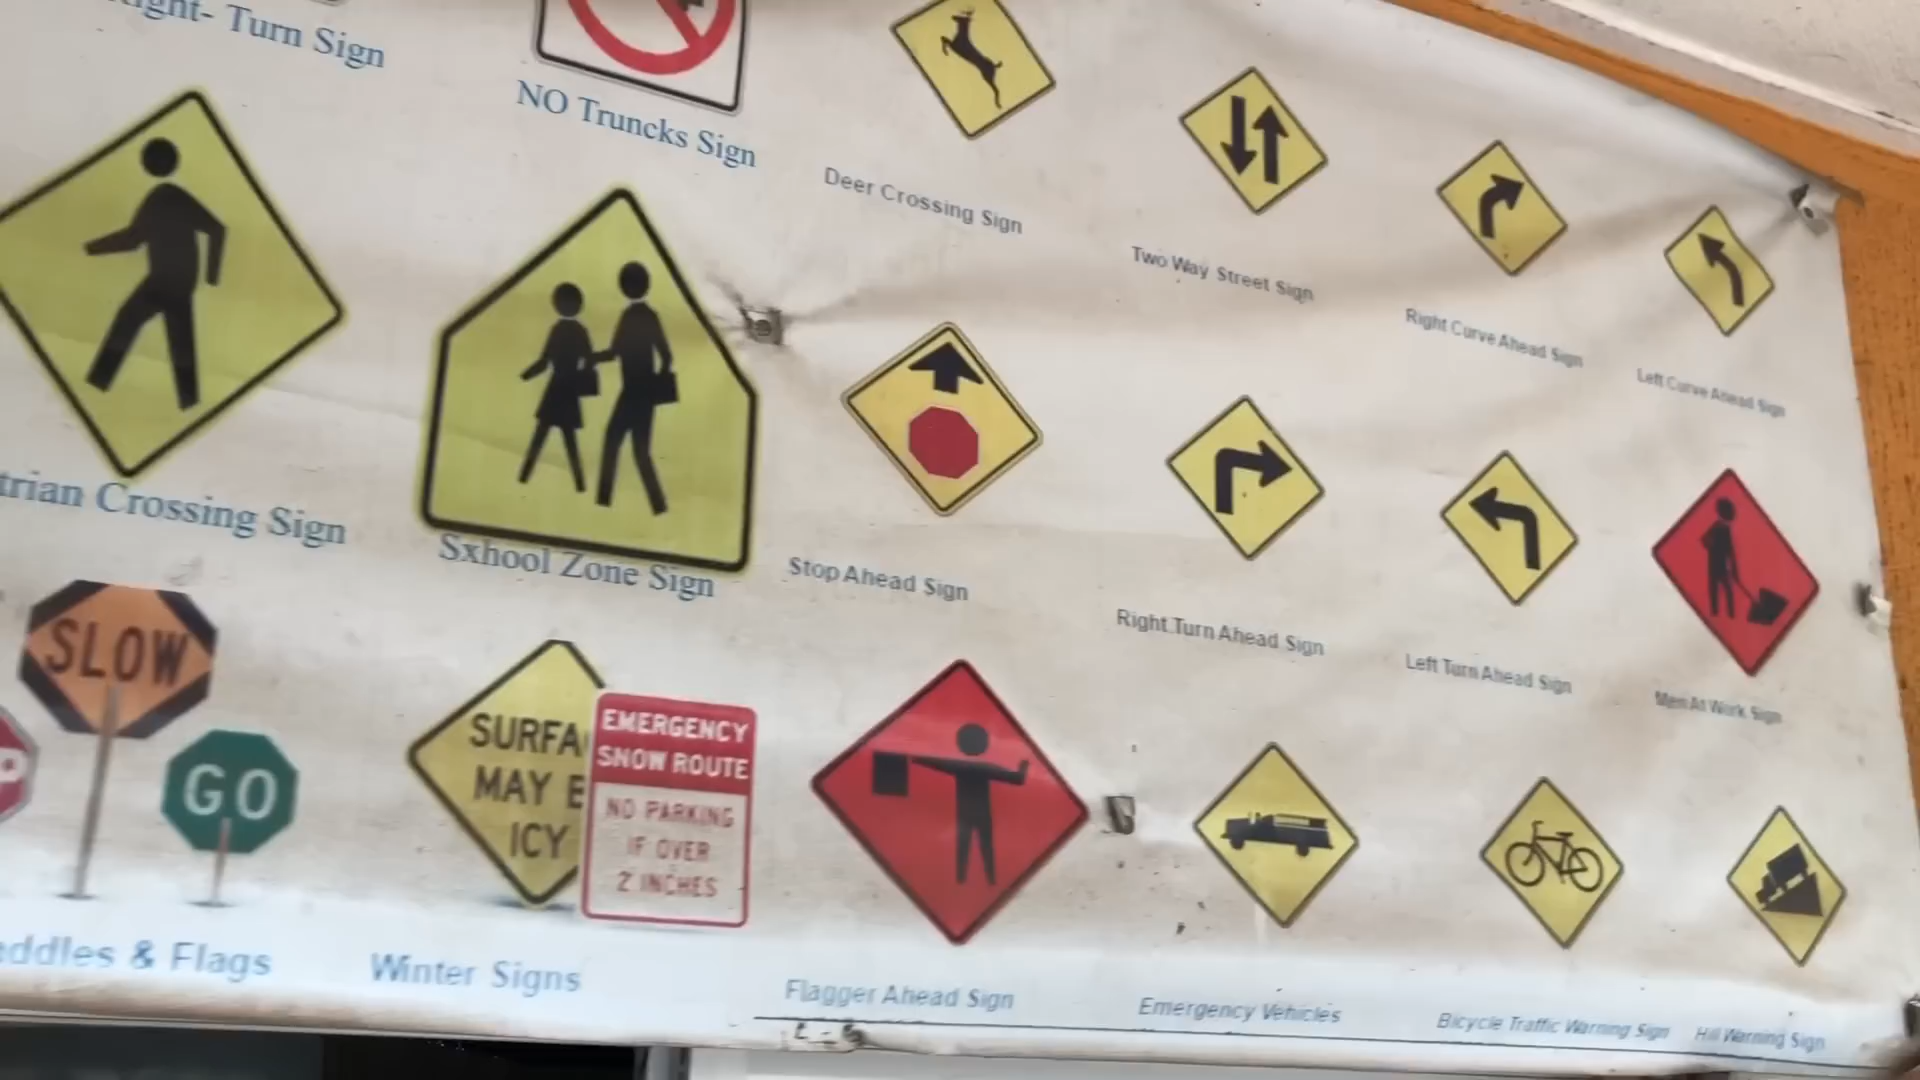 ght- Turn Sign
NO Truncks Sign
Deer Crossing Sign
Two Way Street Sign
Right Curve Ahead Sign
Left Curve Ahead Sign
trian Crossing Sign
Sxhool Zone Sign
Stop Ahead Sign
Right Turn Ahead Sign
Left Turn Ahead Sign
Men At Work Sign
SLOW
P
GO
SURFA
MAY B
ICY
EMERGENCY
SNOW ROUTE
NO PARKING
IF OVER
2 INCHES
ddles & Flags
Winter Signs
Flagger Ahead Sign
Emergency Vehicles
Bicycle Traffic Warning Sign
Hill Warning Sign